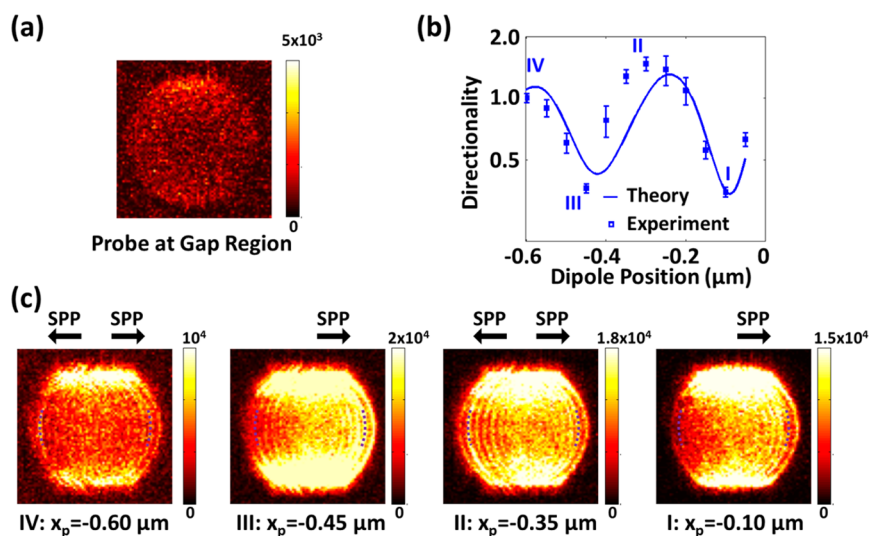 (a)
5x10³
0
Probe at Gap Region
(b)
2.0
1.0
0.5
Directionality
IV
II
III
I
Theory
Experiment
-0.6
-0.4
-0.2
0
Dipole Position (µm)
(c)
SPP SPP
10⁴
0
IV: xₚ=-0.60 µm
SPP
2x10⁴
0
III: xₚ=-0.45 µm
SPP SPP
1.8x10⁴
0
II: xₚ=-0.35 µm
SPP
1.5x10⁴
0
I: xₚ=-0.10 µm